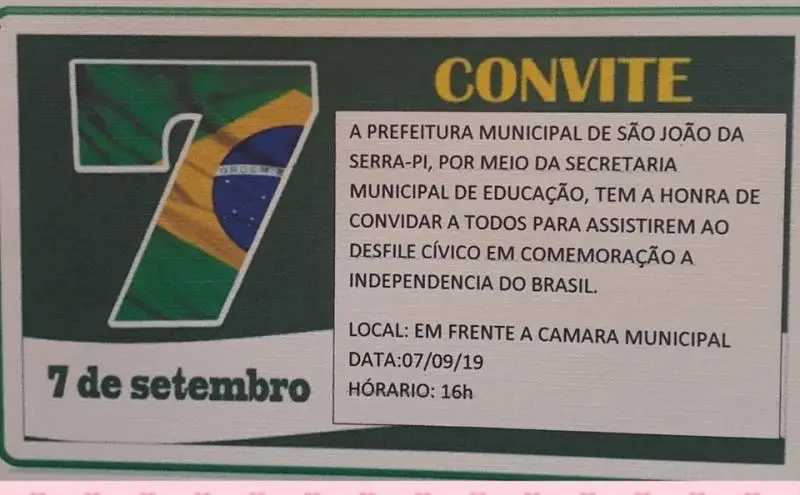 CONVITE
7
ORDEM E
A PREFEITURA MUNICIPAL DE SÃO JOÃO DA
SERRA-PI, POR MEIO DA SECRETARIA
MUNICIPAL DE EDUCAÇÃO, TEM A HONRA DE
CONVIDAR A TODOS PARA ASSISTIREM AO
DESFILE CÍVICO EM COMEMORAÇÃO A
INDEPENDENCIA DO BRASIL.
LOCAL: EM FRENTE A CAMARA MUNICIPAL
DATA:07/09/19
HÓRARIO: 16h
7 de setembro